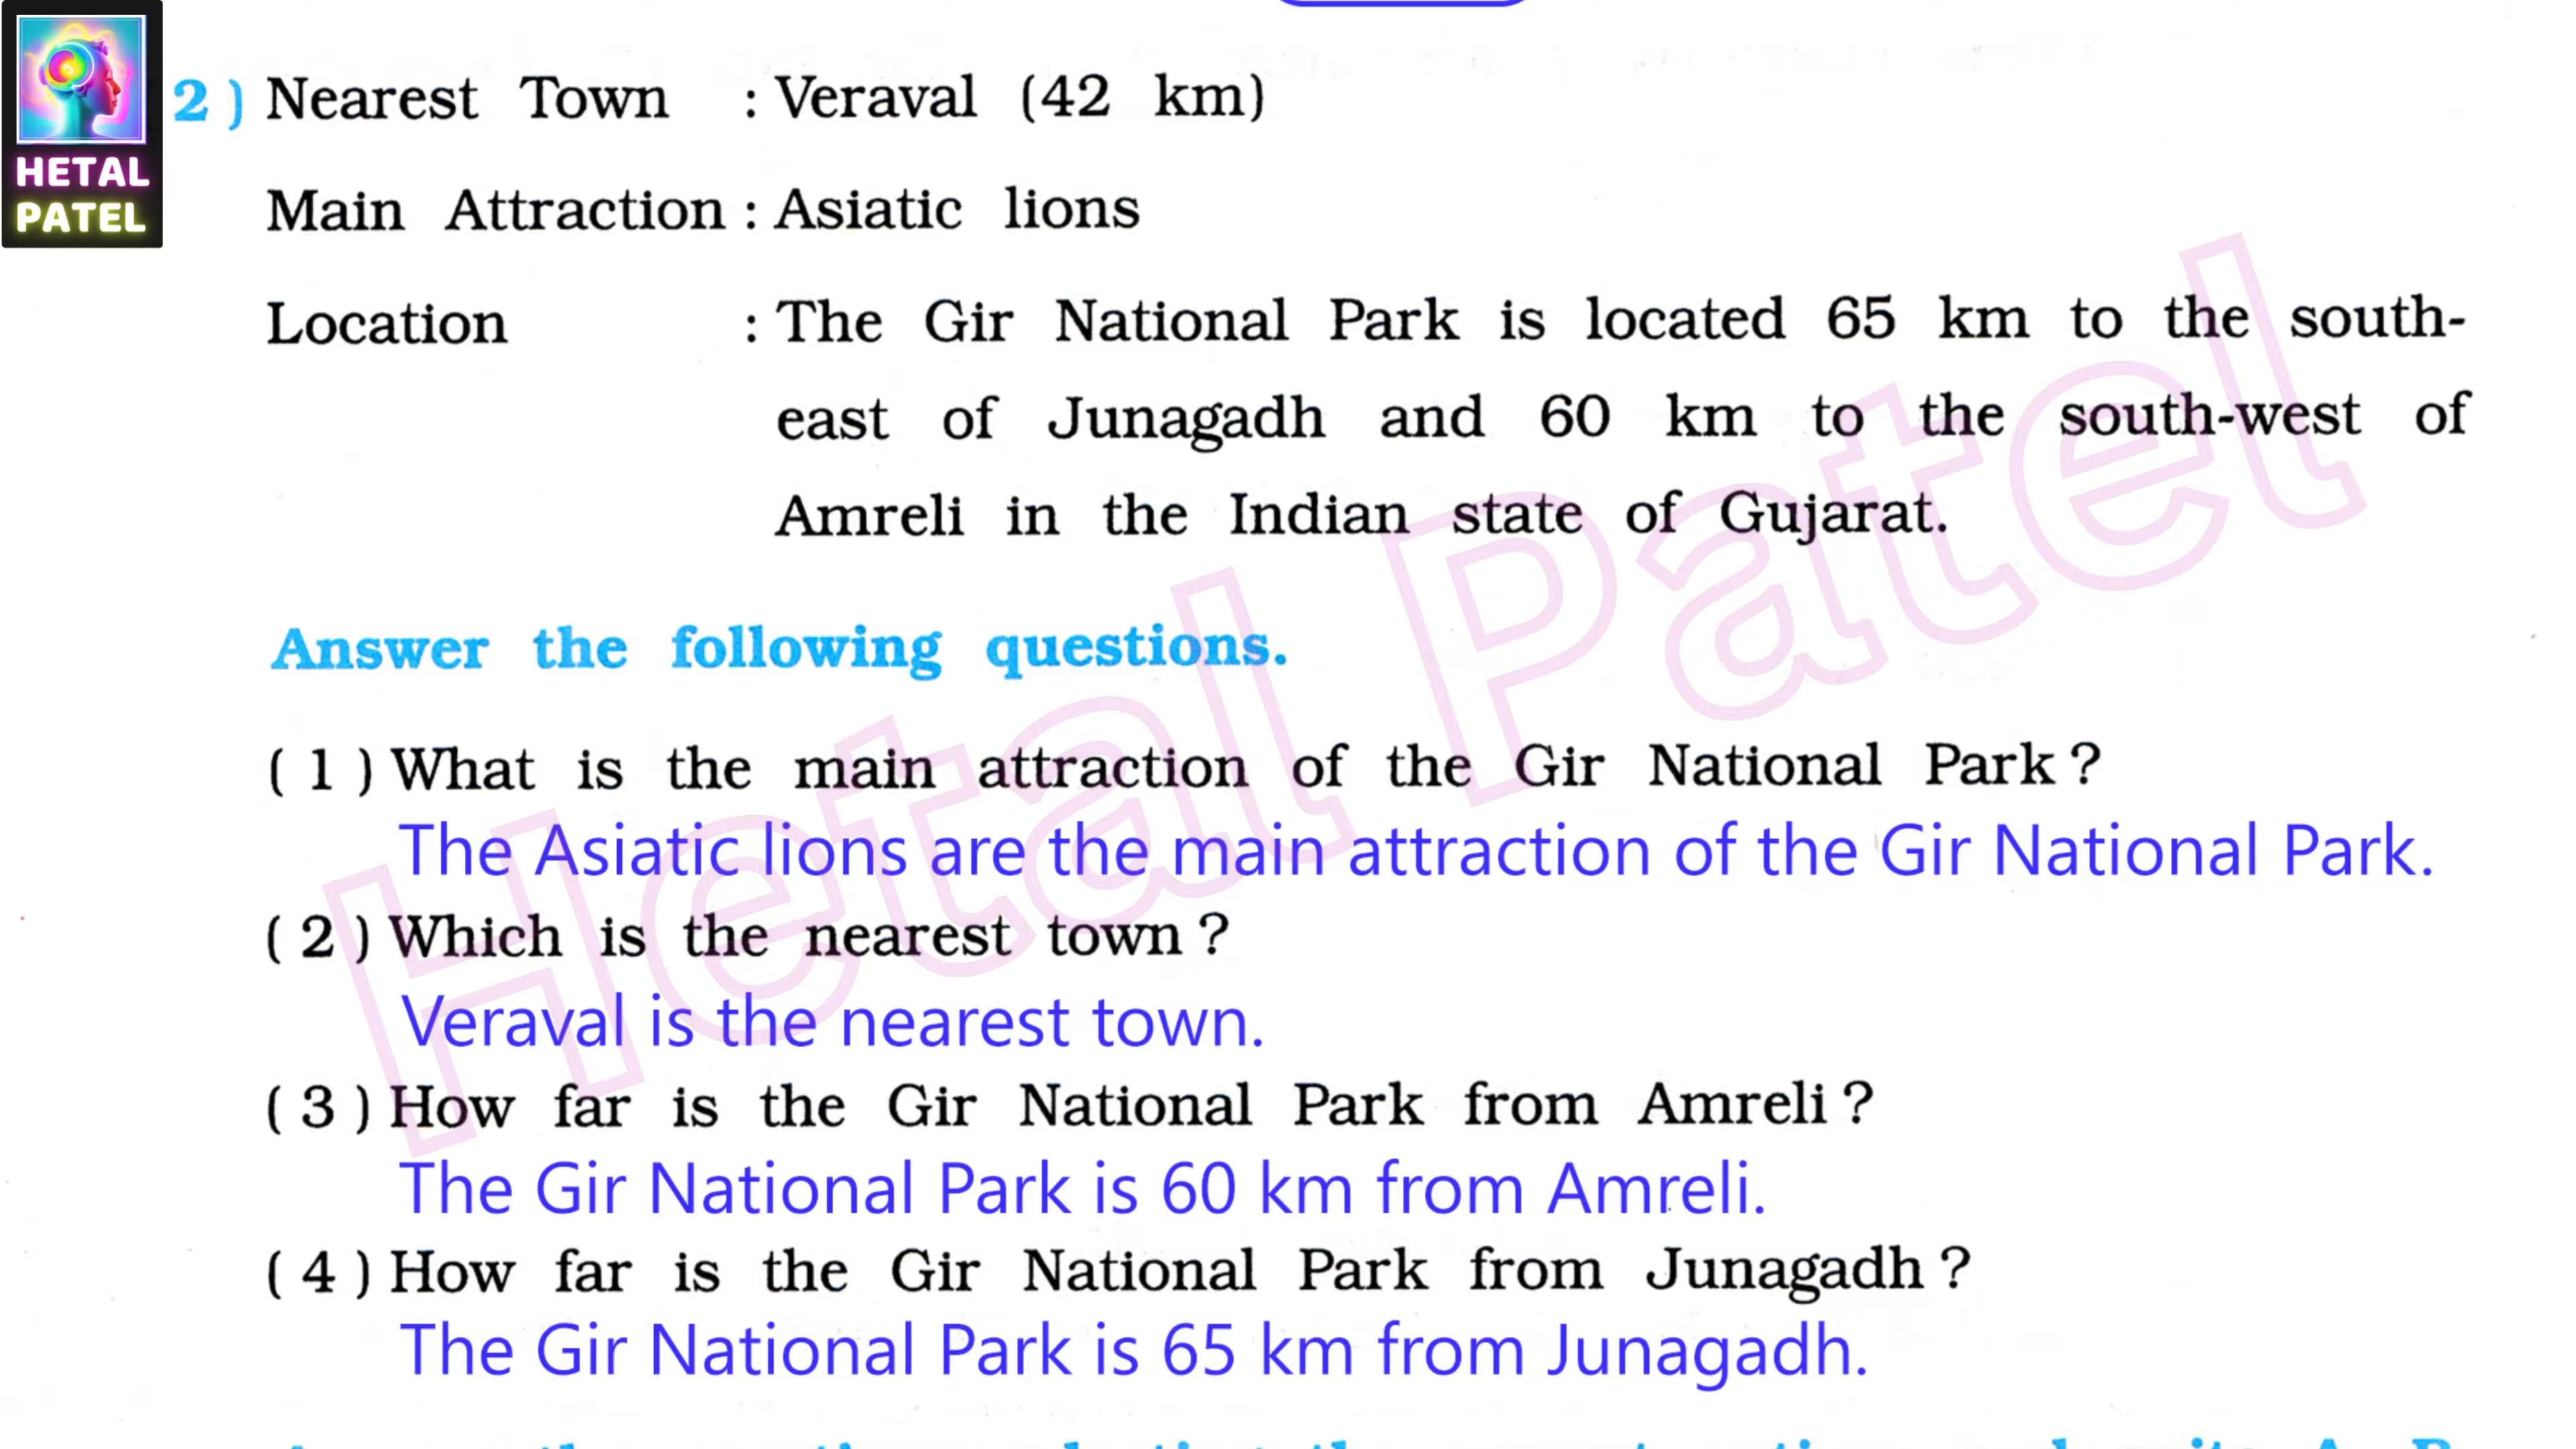 HETAL
PATEL
2) Nearest Town : Veraval (42 km)
Main Attraction : Asiatic lions
Location : The Gir National Park is located 65 km to the south-
east of Junagadh and 60 km to the south-west of
Amreli in the Indian state of Gujarat.
Answer the following questions.
( 1 ) What is the main attraction of the Gir National Park ?
The Asiatic lions are the main attraction of the Gir National Park.
( 2 ) Which is the nearest town ?
Veraval is the nearest town.
( 3 ) How far is the Gir National Park from Amreli ?
The Gir National Park is 60 km from Amreli.
( 4 ) How far is the Gir National Park from Junagadh ?
The Gir National Park is 65 km from Junagadh.
Hetal Patel